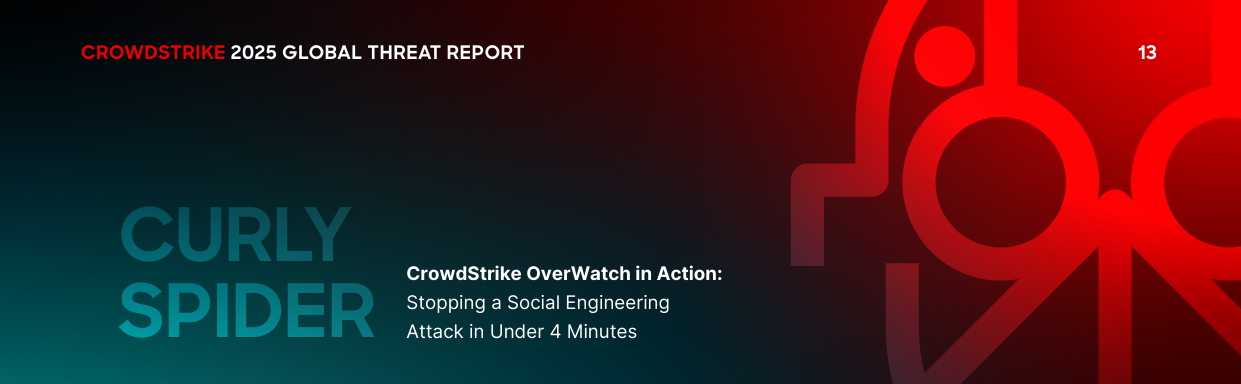 CROWDSTRIKE 2025 GLOBAL THREAT REPORT
13
CURLY
SPIDER
CrowdStrike OverWatch in Action:
Stopping a Social Engineering
Attack in Under 4 Minutes